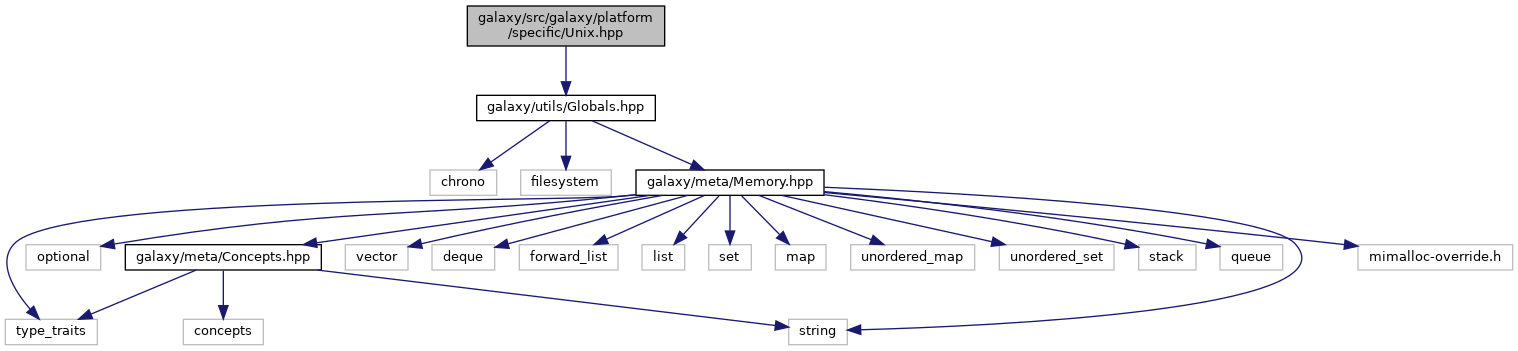 galaxy/src/galaxy/platform
/specific/Unix.hpp
galaxy/utils/Globals.hpp
chrono
filesystem
galaxy/meta/Memory.hpp
optional
galaxy/meta/Concepts.hpp
vector
deque
forward_list
list
set
map
unordered_map
unordered_set
stack
queue
mimalloc-override.h
type_traits
concepts
string